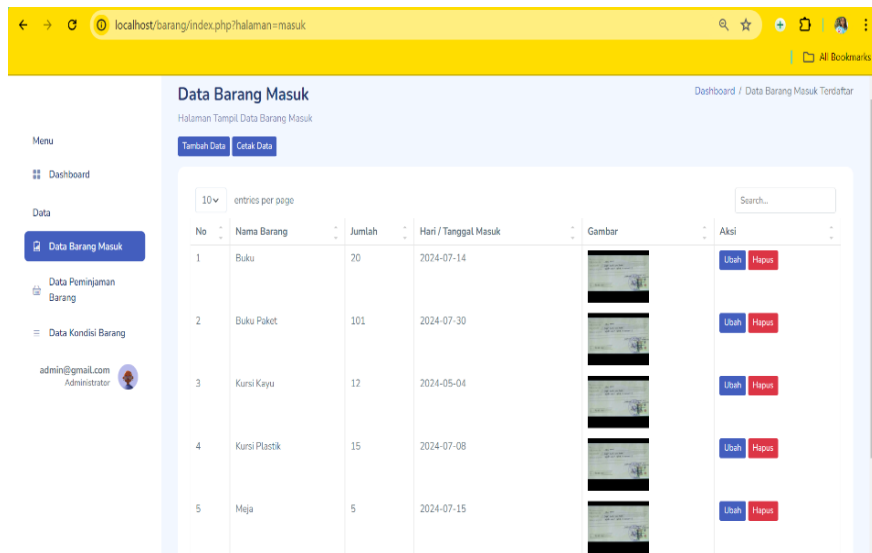 localhost/barang/index.php?halaman=masuk
All Bookmarks
Data Barang Masuk
Dashboard / Data Barang Masuk Terdaftar
Halaman Tampil Data Barang Masuk
Tambah Data Cetak Data
Menu
Dashboard
Data
Data Barang Masuk
Data Peminjaman
Barang
Data Kondisi Barang
admin@gmail.com
Administrator
10 entries per page
Search...
No Nama Barang Jumlah Hari / Tanggal Masuk Gambar Aksi
1 Buku 20 2024-07-14 Ubah Hapus
2 Buku Paket 101 2024-07-30 Ubah Hapus
3 Kursi Kayu 12 2024-05-04 Ubah Hapus
4 Kursi Plastik 15 2024-07-08 Ubah Hapus
5 Meja 5 2024-07-15 Ubah Hapus